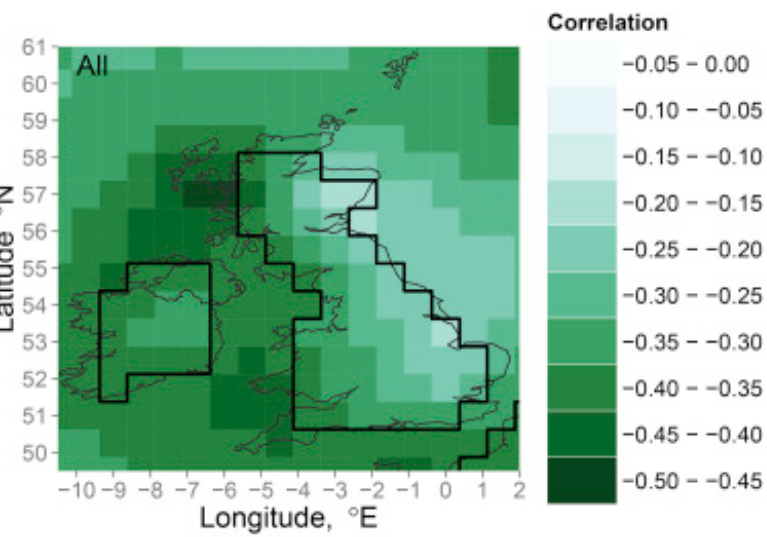 Correlation
All
61
60
59
58
57
56
55
54
53
52
51
50
Latitude °N
−10 −9 −8 −7 −6 −5 −4 −3 −2 −1 0 1 2
Longitude, °E
−0.05 - 0.00
−0.10 - −0.05
−0.15 - −0.10
−0.20 - −0.15
−0.25 - −0.20
−0.30 - −0.25
−0.35 - −0.30
−0.40 - −0.35
−0.45 - −0.40
−0.50 - −0.45